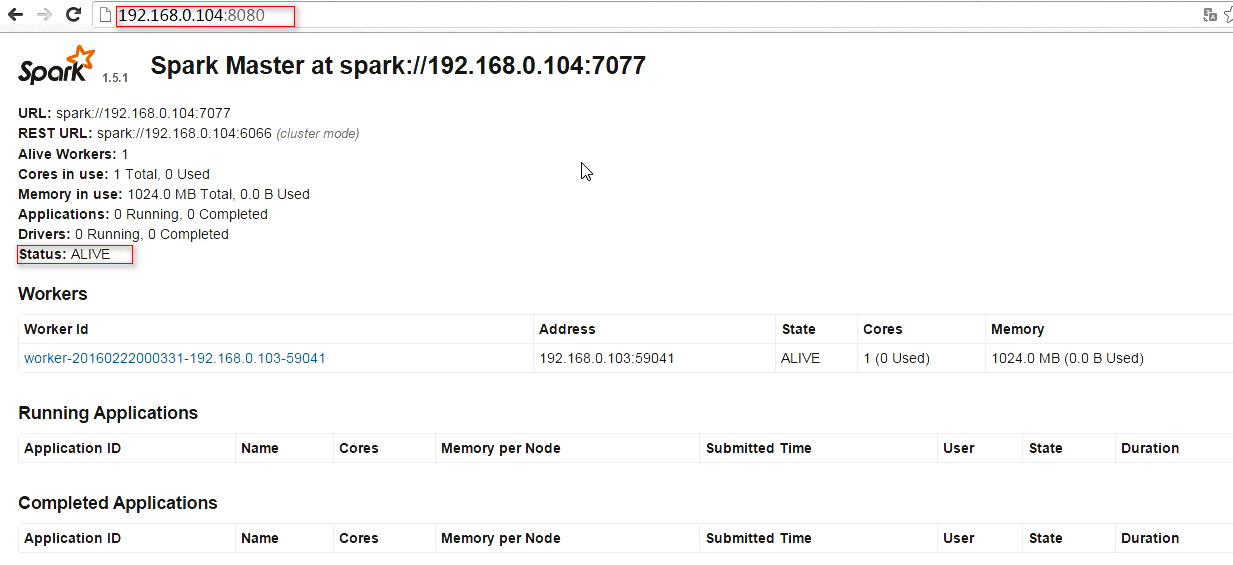 192.168.0.104:8080
Spark 1.5.1 Spark Master at spark://192.168.0.104:7077
URL: spark://192.168.0.104:7077
REST URL: spark://192.168.0.104:6066 (cluster mode)
Alive Workers: 1
Cores in use: 1 Total, 0 Used
Memory in use: 1024.0 MB Total, 0.0 B Used
Applications: 0 Running, 0 Completed
Drivers: 0 Running, 0 Completed
Status: ALIVE
Workers
Worker Id Address State Cores Memory
worker-20160222000331-192.168.0.103-59041 192.168.0.103:59041 ALIVE 1 (0 Used) 1024.0 MB (0.0 B Used)
Running Applications
Application ID Name Cores Memory per Node Submitted Time User State Duration
Completed Applications
Application ID Name Cores Memory per Node Submitted Time User State Duration